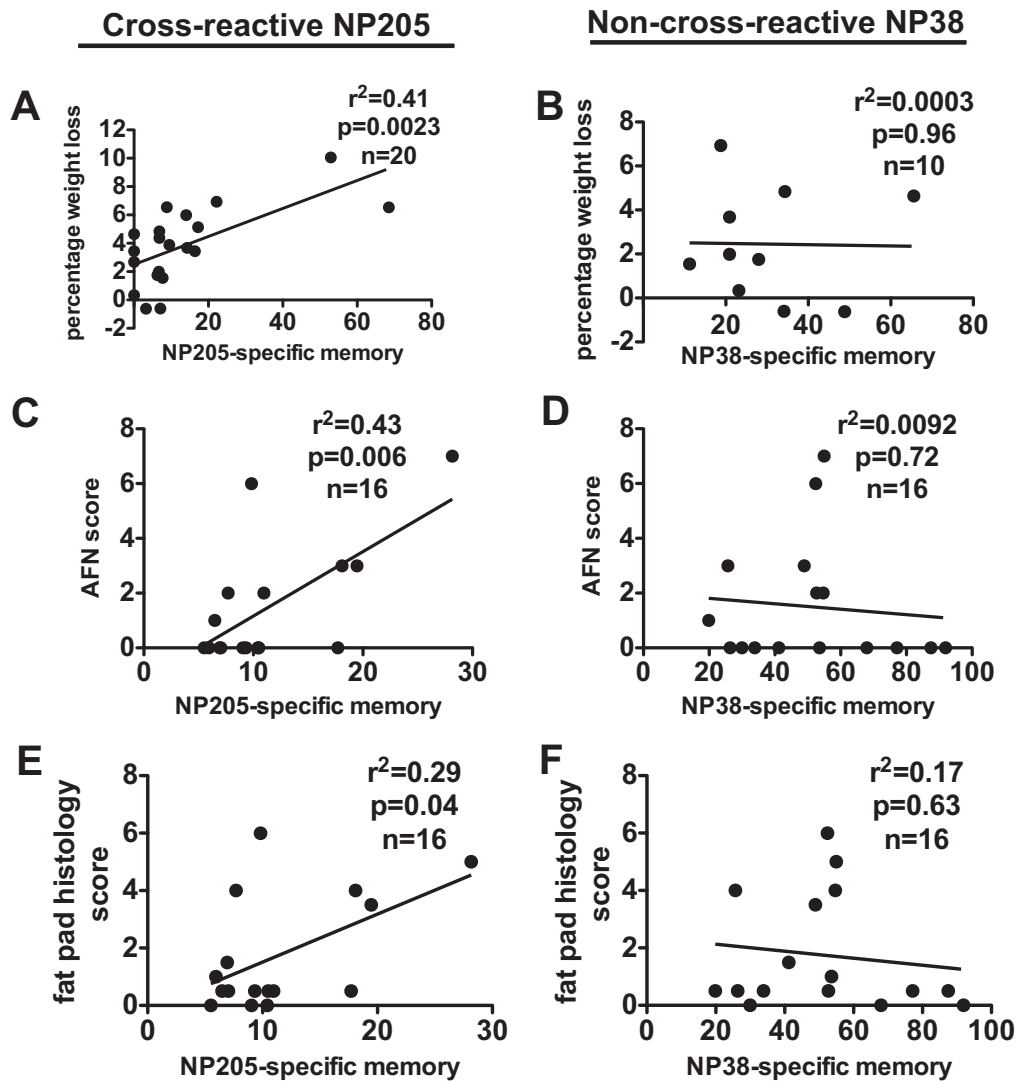 Cross-reactive NP205
Non-cross-reactive NP38
A
percentage weight loss
r²=0.41
p=0.0023
n=20
12
10
8
6
4
2
0
-2
20
40
60
80
NP205-specific memory
B
percentage weight loss
r²=0.0003
p=0.96
n=10
8
6
4
2
0
-2
20
40
60
80
NP38-specific memory
C
AFN score
r²=0.43
p=0.006
n=16
8
6
4
2
0
0
10
20
30
NP205-specific memory
D
AFN score
r²=0.0092
p=0.72
n=16
8
6
4
2
0
0
20
40
60
80
100
NP38-specific memory
E
fat pad histology
score
r²=0.29
p=0.04
n=16
8
6
4
2
0
0
10
20
30
NP205-specific memory
F
fat pad histology
score
r²=0.17
p=0.63
n=16
8
6
4
2
0
0
20
40
60
80
100
NP38-specific memory